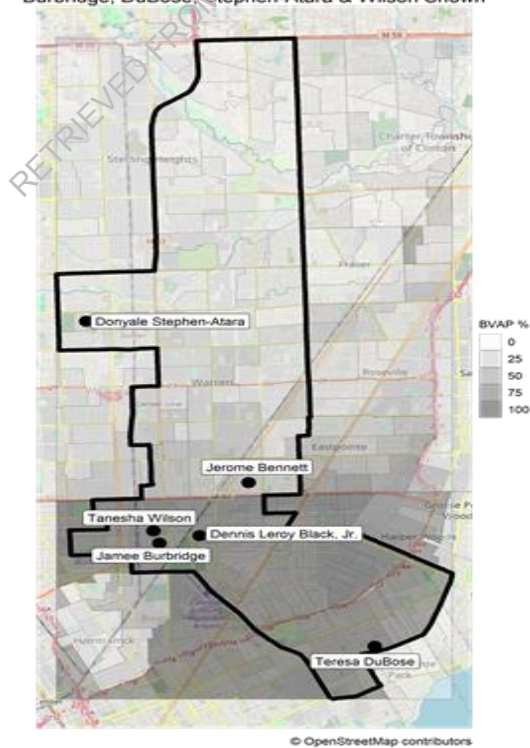 Burbridge, DuBose, Stephen-Atara & Wilson Shown
RETRIEVED FROM
M 59
Charter Township
of Clinton
Sterling Heights
Fraser
Donyale Stephen-Atara
BVAP %
0
25
50
75
100
Warren
Roseville
Eastpointe
Jerome Bennett
Tanesha Wilson
Dennis Leroy Black, Jr.
Harper Woods
Jamee Burbridge
Hamtramck
Teresa DuBose
Park
© OpenStreetMap contributors